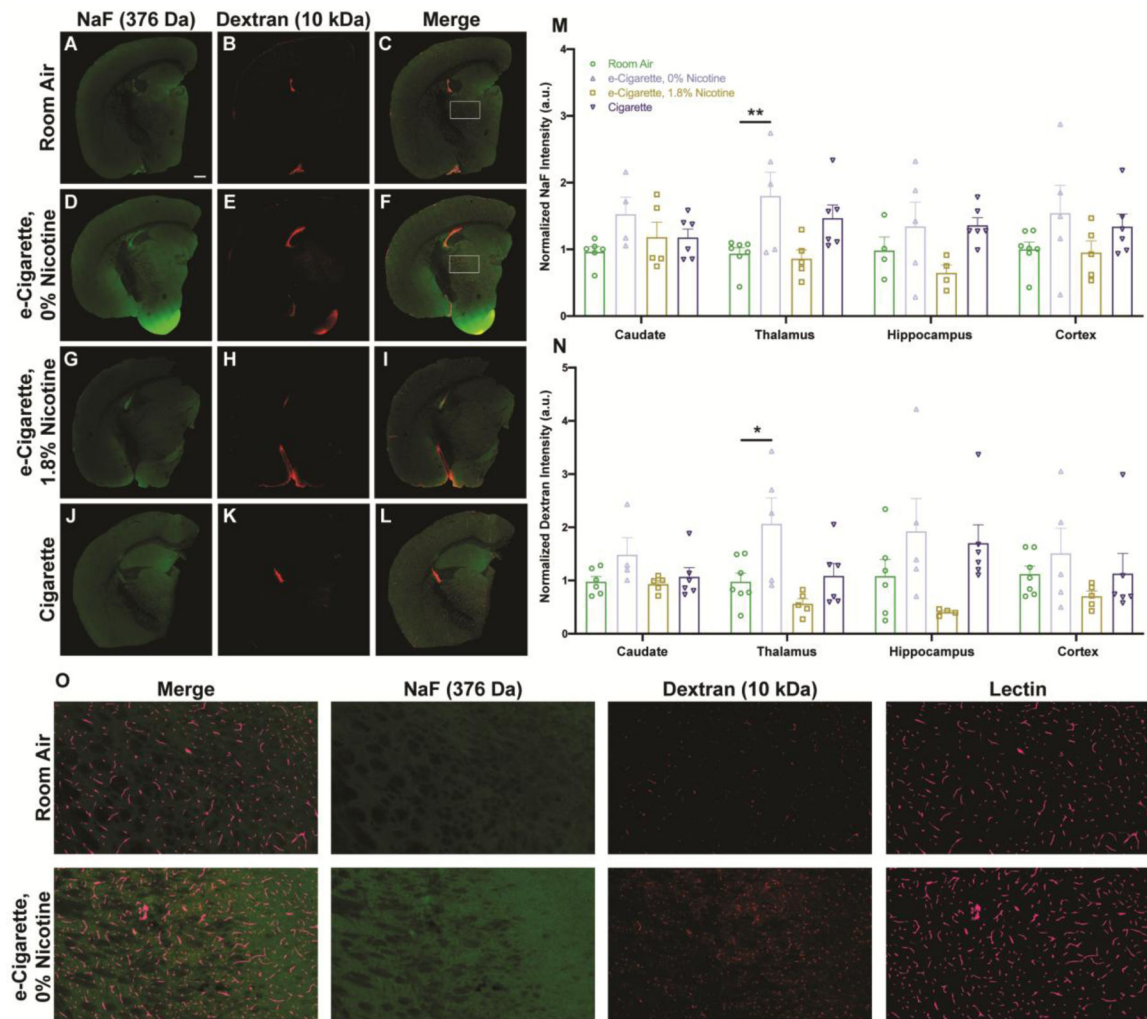 NaF (376 Da) Dextran (10 kDa) Merge
Room Air
A B C
e-Cigarette,
0% Nicotine
D E F
e-Cigarette,
1.8% Nicotine
G H I
Cigarette
J K L
M
Normalized NaF Intensity (a.u.)
4
3
2
1
0
Room Air
e-Cigarette, 0% Nicotine
e-Cigarette, 1.8% Nicotine
Cigarette
**
Caudate Thalamus Hippocampus Cortex
N
Normalized Dextran Intensity (a.u.)
5
4
3
2
1
0
*
Caudate Thalamus Hippocampus Cortex
O
Merge NaF (376 Da) Dextran (10 kDa) Lectin
Room Air
e-Cigarette,
0% Nicotine